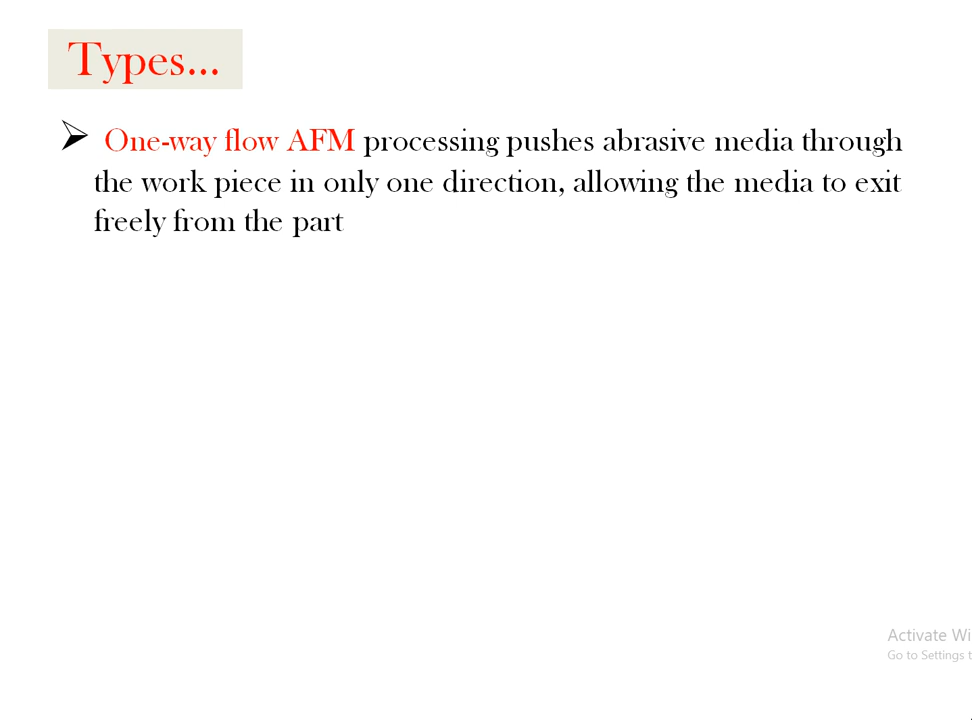 Types...
One-way flow AFM processing pushes abrasive media through
the work piece in only one direction, allowing the media to exit
freely from the part
Activate Wi
Go to Settings t